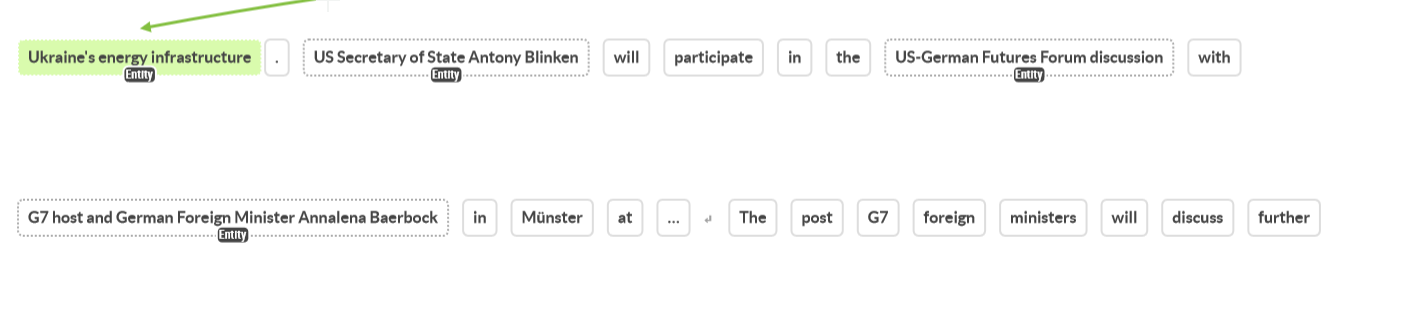 Ukraine's energy infrastructure . US Secretary of State Antony Blinken will participate in the US-German Futures Forum discussion with
Entity Entity Entity
G7 host and German Foreign Minister Annalena Baerbock in Münster at ... ↲ The post G7 foreign ministers will discuss further
Entity